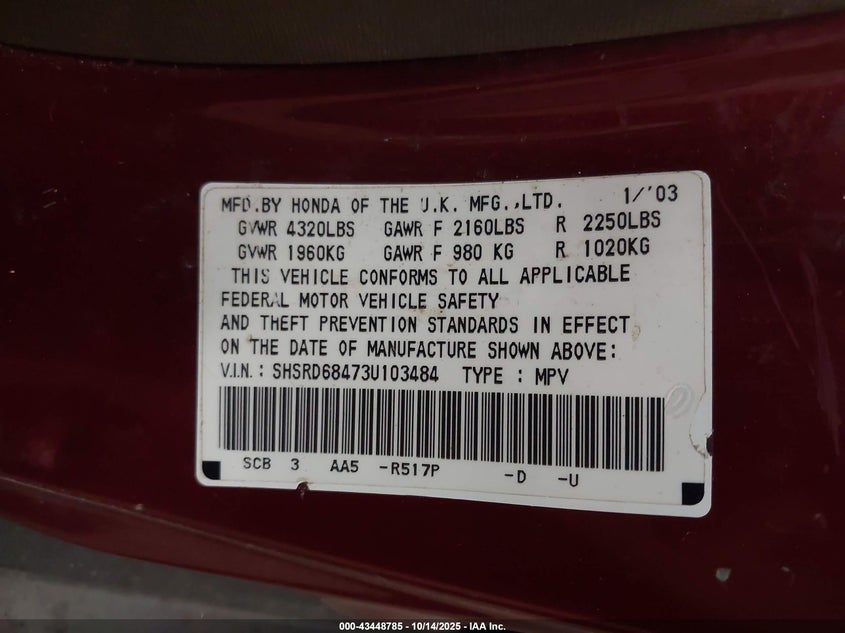 MFD.BY HONDA OF THE U.K. MFG.,LTD. 1/'03
GVWR 4320LBS GAWR F 2160LBS R 2250LBS
GVWR 1960KG GAWR F 980 KG R 1020KG
THIS VEHICLE CONFORMS TO ALL APPLICABLE
FEDERAL MOTOR VEHICLE SAFETY
AND THEFT PREVENTION STANDARDS IN EFFECT
ON THE DATE OF MANUFACTURE SHOWN ABOVE:
V.I.N.: SHSRD68473U103484 TYPE : MPV
SCB 3 AA5 -R517P -D -U
000-43448785 - 10/14/2025 - IAA Inc.